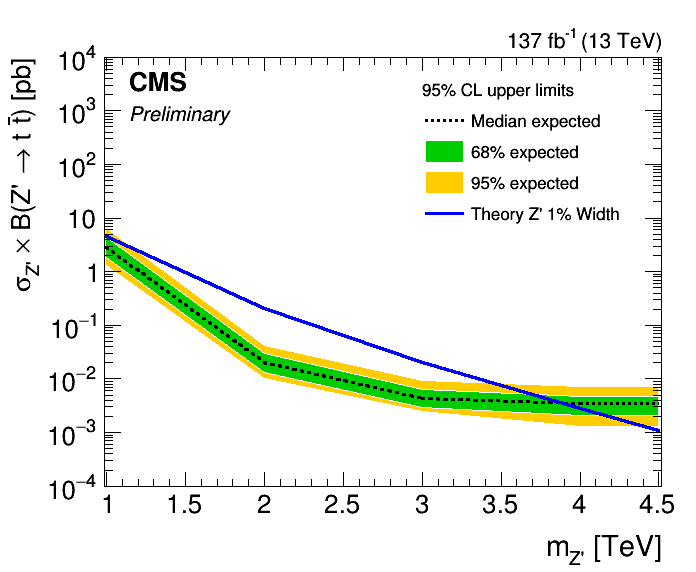 137 fb⁻¹ (13 TeV)
CMS
Preliminary
95% CL upper limits
Median expected
68% expected
95% expected
Theory Z' 1% Width
σ_Z' × B(Z' → t t̄) [pb]
10⁴
10³
10²
10
1
10⁻¹
10⁻²
10⁻³
10⁻⁴
1 1.5 2 2.5 3 3.5 4 4.5
m_Z' [TeV]